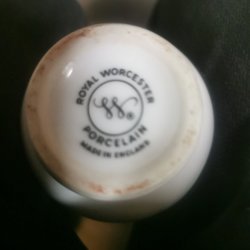 ROYAL WORCESTER
W®
PORCELAIN
MADE IN ENGLAND